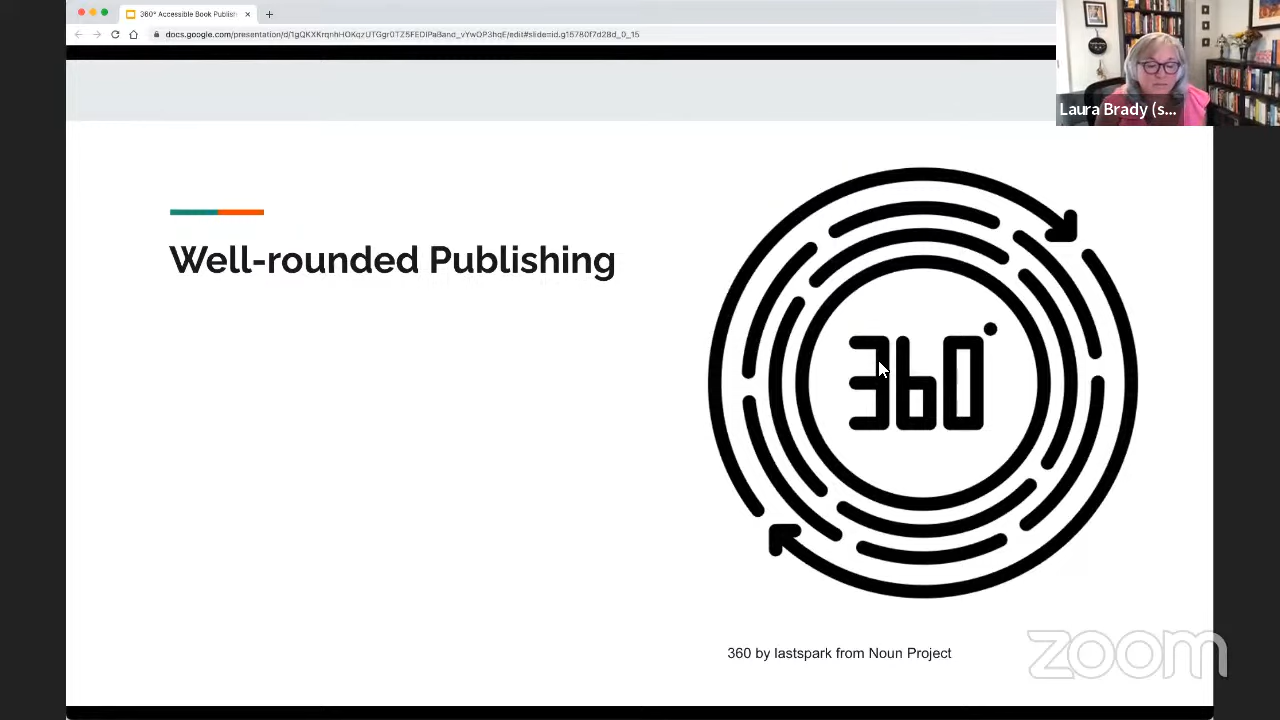 360° Accessible Book Publish
docs.google.com/presentation/d/1gQKXKrqnhHOKqzUTGgr0TZ5FEDiPaBand_vYwOP3hqE/edit#slide=id.g15780f7d28d_0_15
Laura Brady (s...
Well-rounded Publishing
360°
360 by lastspark from Noun Project
zoom